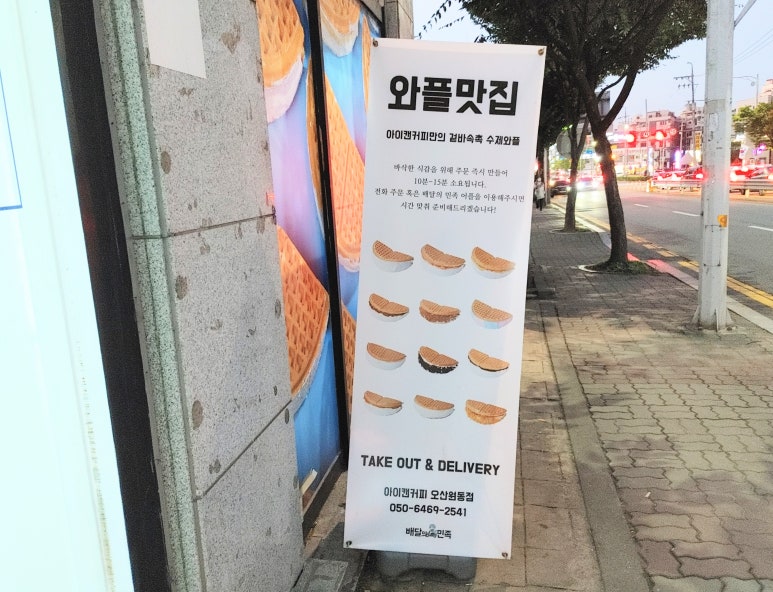 와플맛집
아이캔커피만의 겉바속촉 수제와플
바삭한 식감을 위해 주문 즉시 만들어
10분-15분 소요됩니다.
전화 주문 혹은 배달의 민족 어플을 이용해주시면
시간 맞춰 준비해드리겠습니다!
TAKE OUT & DELIVERY
아이캔커피 오산원동점
050-6469-2541
배달의민족